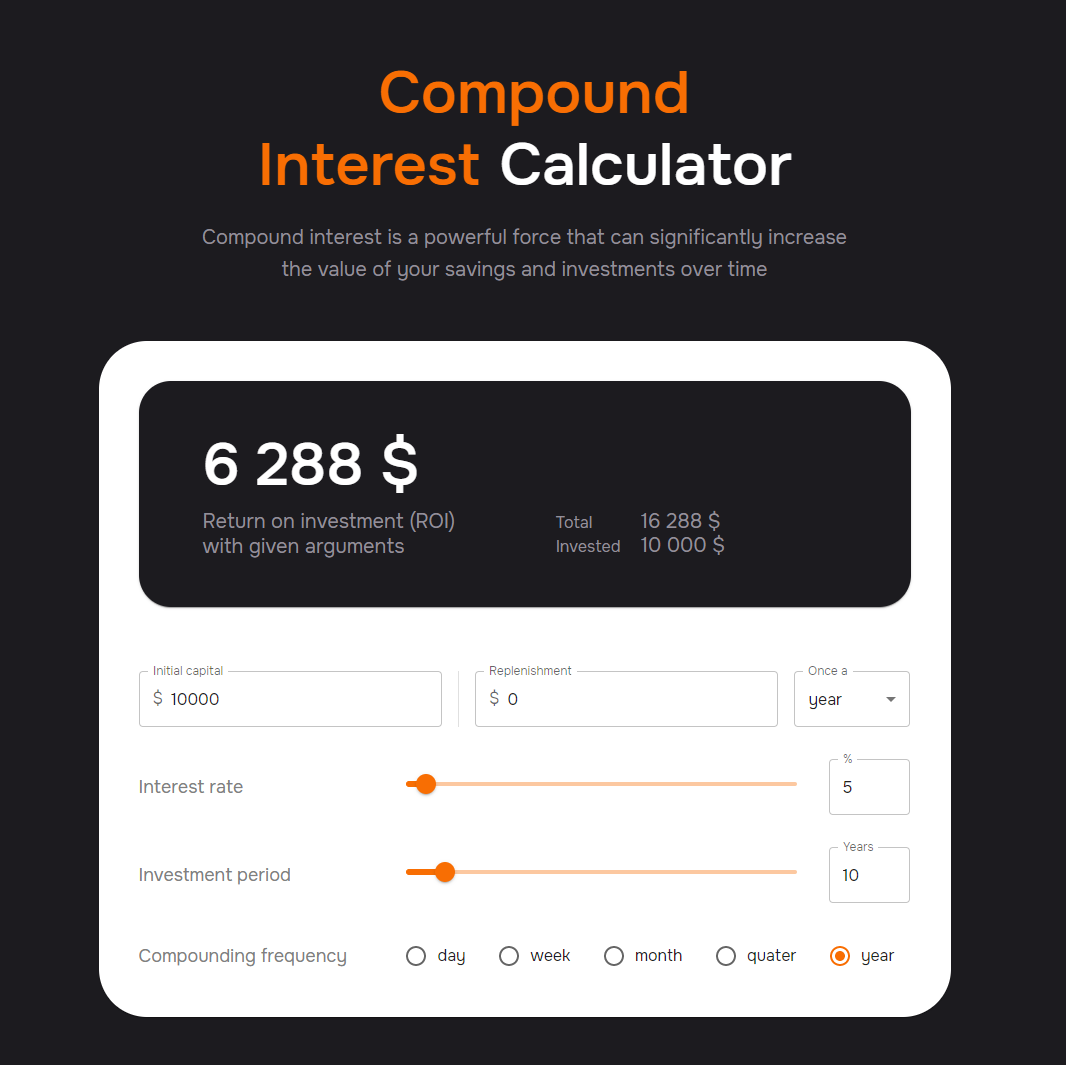 Compound
Interest Calculator
Compound interest is a powerful force that can significantly increase
the value of your savings and investments over time
6 288 $
Return on investment (ROI)
with given arguments
Total 16 288 $
Invested 10 000 $
Initial capital
$ 10000
Replenishment
$ 0
Once a
year
Interest rate
%
5
Investment period
Years
10
Compounding frequency day week month quater year